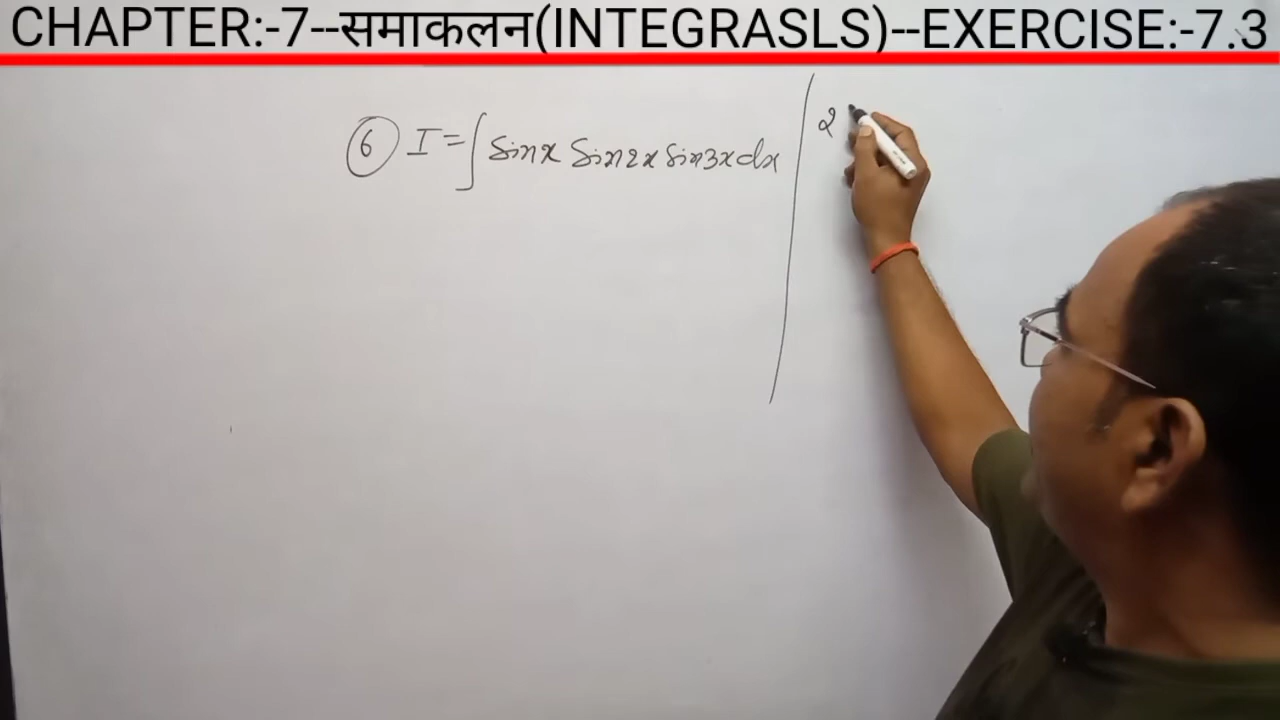 CHAPTER:-7--समाकलन(INTEGRASLS)--EXERCISE:-7.3
6 I = ∫ sinx sin2x sin3x dx
2